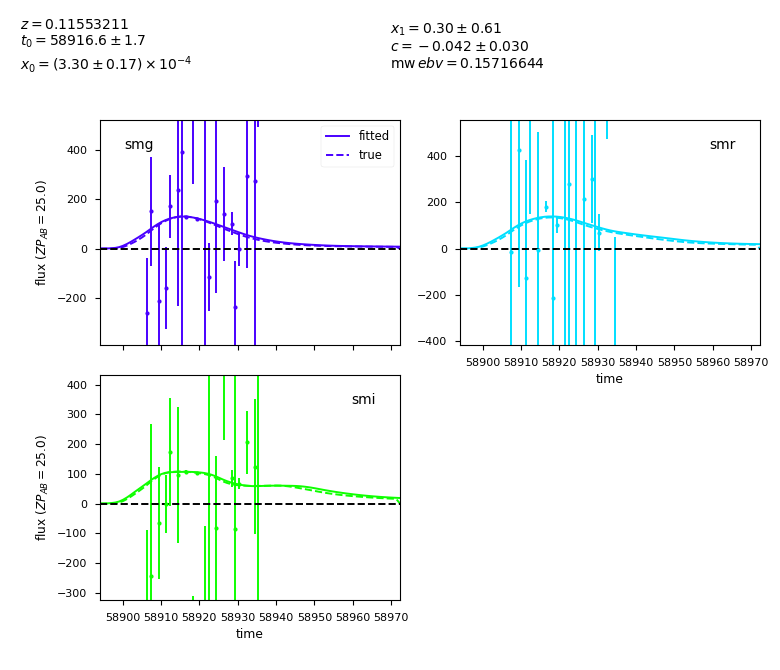 z = 0.11553211
t₀ = 58916.6 ± 1.7
x₀ = (3.30 ± 0.17) × 10⁻⁴
x₁ = 0.30 ± 0.61
c = −0.042 ± 0.030
mw ebv = 0.15716644
smg
fitted
true
400
200
0
−200
flux (ZP_AB = 25.0)
smr
400
200
0
−200
−400
58900 58910 58920 58930 58940 58950 58960 58970
time
smi
400
300
200
100
0
−100
−200
−300
flux (ZP_AB = 25.0)
58900 58910 58920 58930 58940 58950 58960 58970
time